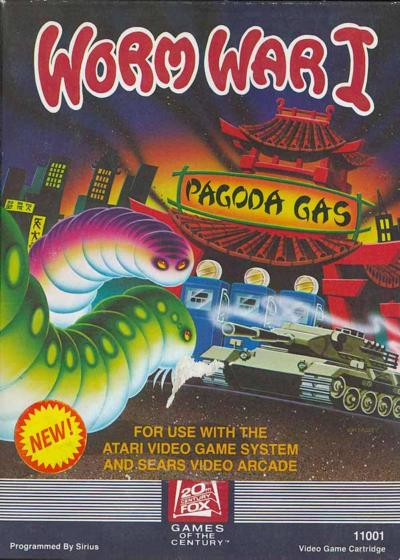 WORM WAR I
PAGODA GAS
NEW!
FOR USE WITH THE
ATARI VIDEO GAME SYSTEM
AND SEARS VIDEO ARCADE
20th
CENTURY
FOX
GAMES
OF THE
CENTURY™
Programmed By Sirius
11001
Video Game Cartridge